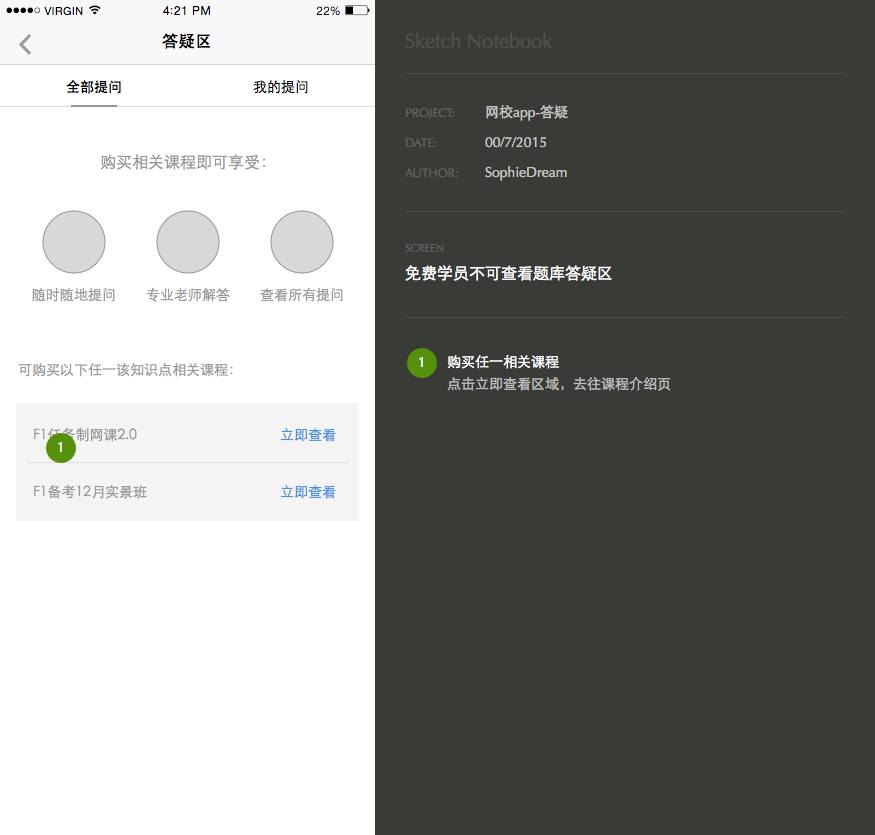 VIRGIN 4:21 PM 22%
答疑区
全部提问 我的提问
购买相关课程即可享受：
随时随地提问 专业老师解答 查看所有提问
可购买以下任一该知识点相关课程：
F1任务制网课2.0 立即查看
1
F1备考12月实景班 立即查看
Sketch Notebook
PROJECT: 网校app-答疑
DATE: 00/7/2015
AUTHOR: SophieDream
SCREEN
免费学员不可查看题库答疑区
1 购买任一相关课程
点击立即查看区域，去往课程介绍页